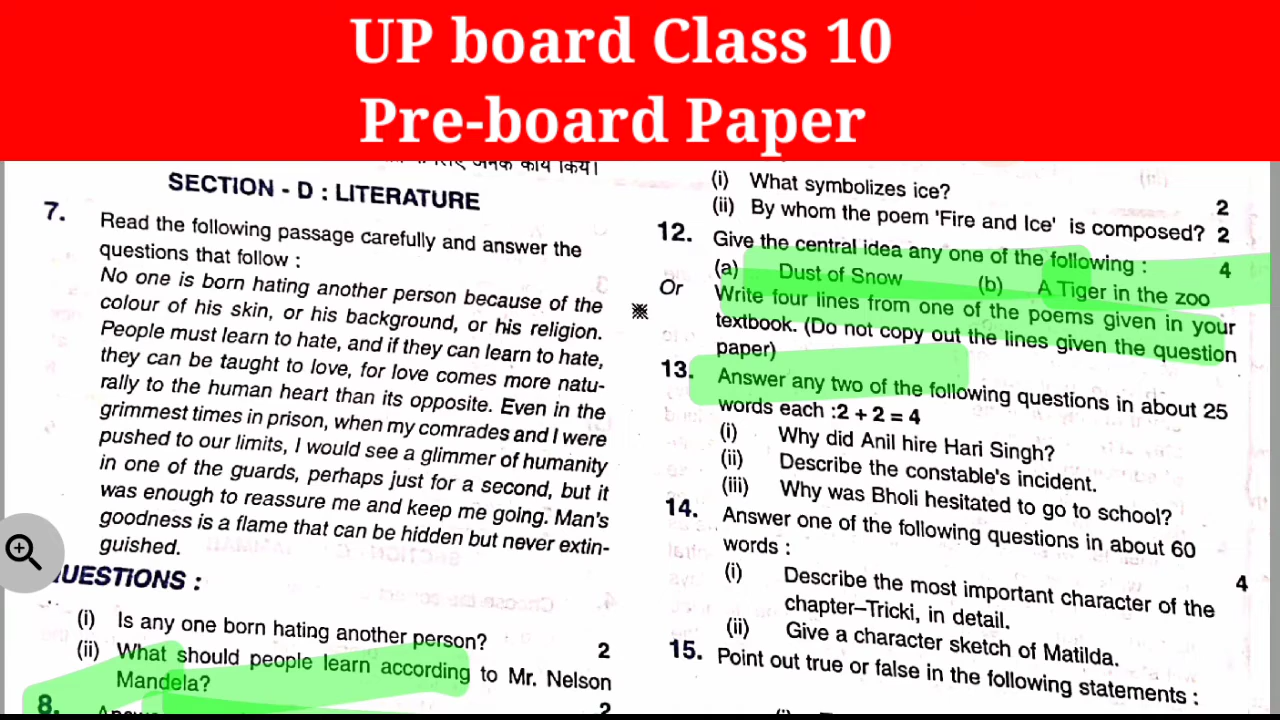 UP board Class 10
Pre-board Paper
लिए अनेक कार्य किये।
SECTION - D : LITERATURE
7.
Read the following passage carefully and answer the
questions that follow :
No one is born hating another person because of the
colour of his skin, or his background, or his religion.
People must learn to hate, and if they can learn to hate,
they can be taught to love, for love comes more natu-
rally to the human heart than its opposite. Even in the
grimmest times in prison, when my comrades and I were
pushed to our limits, I would see a glimmer of humanity
in one of the guards, perhaps just for a second, but it
was enough to reassure me and keep me going. Man's
goodness is a flame that can be hidden but never extin-
guished.
QUESTIONS :
(i) Is any one born hating another person? 2
(ii) What should people learn according to Mr. Nelson
Mandela? 2
8.
(i) What symbolizes ice? 2
(ii) By whom the poem 'Fire and Ice' is composed? 2
12. Give the central idea any one of the following : 4
(a) Dust of Snow (b) A Tiger in the zoo
Or Write four lines from one of the poems given in your
textbook. (Do not copy out the lines given the question
paper)
13. Answer any two of the following questions in about 25
words each :2 + 2 = 4
(i) Why did Anil hire Hari Singh?
(ii) Describe the constable's incident.
(iii) Why was Bholi hesitated to go to school?
14. Answer one of the following questions in about 60
words : 4
(i) Describe the most important character of the
chapter–Tricki, in detail.
(ii) Give a character sketch of Matilda.
15. Point out true or false in the following statements :